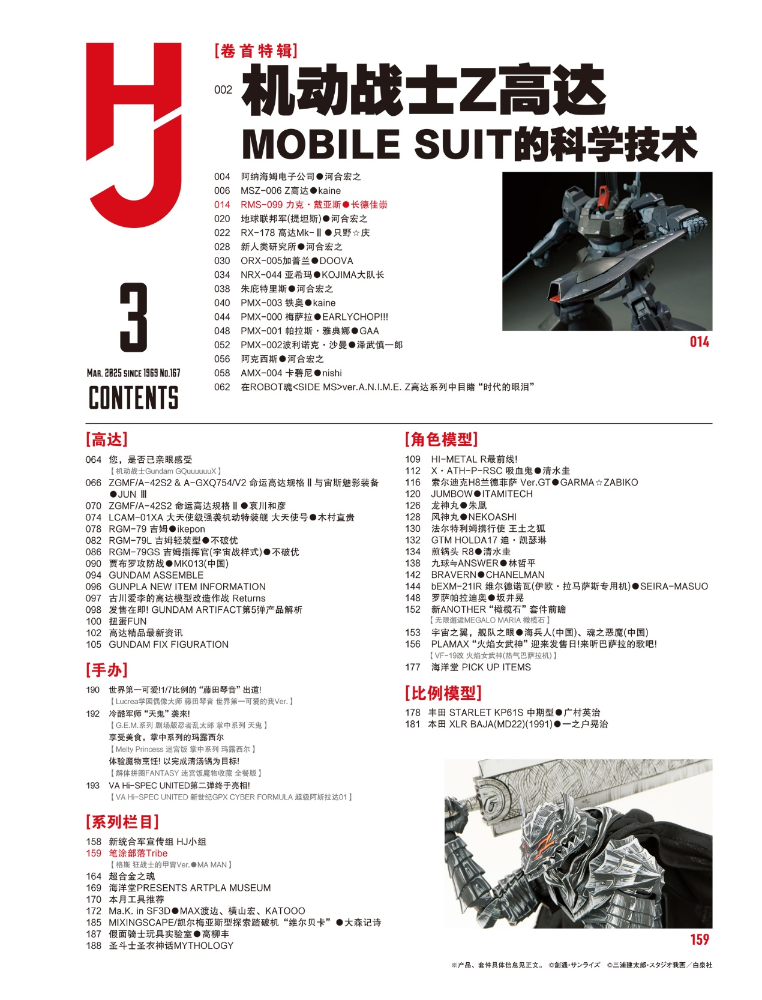 HJ
3
MAR. 2025 SINCE 1969 NO.167
CONTENTS
[卷首特辑]
002 机动战士Z高达
MOBILE SUIT的科学技术
004 阿纳海姆电子公司●河合宏之
006 MSZ-006 Z高达●kaine
014 RMS-099 力克・戴亚斯●长德佳崇
020 地球联邦军(提坦斯)●河合宏之
022 RX-178 高达Mk-Ⅱ●只野☆庆
028 新人类研究所●河合宏之
030 ORX-005加普兰●DOOVA
034 NRX-044 亚希玛●KOJIMA大队长
038 朱庇特里斯●河合宏之
040 PMX-003 铁奥●kaine
044 PMX-000 梅萨拉●EARLYCHOP!!!
048 PMX-001 帕拉斯・雅典娜●GAA
052 PMX-002波利诺克・沙曼●泽武慎一郎
056 阿克西斯●河合宏之
058 AMX-004 卡碧尼●nishi
062 在ROBOT魂<SIDE MS>ver.A.N.I.M.E. Z高达系列中目睹“时代的眼泪”
014
[高达]
064 您，是否已亲眼感受
【机动战士Gundam GQuuuuuuX】
066 ZGMF/A-42S2 & A-GXQ754/V2 命运高达规格Ⅱ与宙斯魅影装备
●JUN Ⅲ
070 ZGMF/A-42S2 命运高达规格Ⅱ●哀川和彦
074 LCAM-01XA 大天使级强袭机动特装舰 大天使号●木村直贵
078 RGM-79 吉姆●ikepon
082 RGM-79L 吉姆轻装型●不破优
086 RGM-79GS 吉姆指挥官(宇宙战样式)●不破优
090 贾布罗攻防战●MK013(中国)
094 GUNDAM ASSEMBLE
096 GUNPLA NEW ITEM INFORMATION
097 古川爱李的高达模型改造作战 Returns
098 发售在即! GUNDAM ARTIFACT第5弹产品解析
100 扭蛋FUN
102 高达精品最新资讯
105 GUNDAM FIX FIGURATION
[手办]
190 世界第一可爱!1/7比例的“藤田琴音”出道!
【Lucrea学园偶像大师 藤田琴音 世界第一可爱的我Ver.】
192 冷酷军师“天鬼”袭来!
【G.E.M.系列 剧场版忍者乱太郎 掌中系列 天鬼】
享受美食，掌中系列的玛露西尔
【Melty Princess 迷宫饭 掌中系列 玛露西尔】
体验魔物烹饪! 以完成清汤锅为目标!
【解体拼图FANTASY 迷宫饭魔物收藏 全餐版】
193 VA Hi-SPEC UNITED第二弹终于亮相!
【VA Hi-SPEC UNITED 新世纪GPX CYBER FORMULA 超级阿斯拉达01】
[系列栏目]
158 新统合军宣传组 HJ小组
159 笔涂部落Tribe
【格斯 狂战士的甲胄Ver.●MA MAN】
164 超合金之魂
169 海洋堂PRESENTS ARTPLA MUSEUM
170 本月工具推荐
172 Ma.K. in SF3D●MAX渡边、横山宏、KATOOO
185 MIXINGSCAPE/凯尔梅亚斯型探索踏破机“维尔贝卡”●大森记诗
187 假面骑士玩具实验室●高柳丰
188 圣斗士圣衣神话MYTHOLOGY
[角色模型]
109 HI-METAL R最前线!
112 X・ATH-P-RSC 吸血鬼●清水圭
116 索尔迪克H8兰德菲萨 Ver.GT●GARMA☆ZABIKO
120 JUMBOW●ITAMITECH
126 龙神丸●朱凰
128 风神丸●NEKOASHI
130 法尔特利姆携行使 王土之狐
132 GTM HOLDA17 迪・凯瑟琳
134 煎锅头 R8●清水圭
138 九球≒ANSWER●林哲平
142 BRAVERN●CHANELMAN
144 bEXM-21IR 维尔德诺瓦(伊欧・拉马萨斯专用机)●SEIRA-MASUO
148 罗萨帕拉迪奥●坂井晃
152 新ANOTHER“橄榄石”套件前瞻
【无限邂逅MEGALO MARIA 橄榄石】
153 宇宙之翼，舰队之眼●海兵人(中国)、魂之恶魔(中国)
156 PLAMAX“火焰女武神”迎来发售日!来听巴萨拉的歌吧!
【VF-19改 火焰女武神(热气巴萨拉机)】
177 海洋堂 PICK UP ITEMS
[比例模型]
178 丰田 STARLET KP61S 中期型●广村英治
181 本田 XLR BAJA(MD22)(1991)●一之户晃治
159
※产品、套件具体信息见正文。 ©創通・サンライズ ©三浦建太郎・スタジオ我画／白泉社